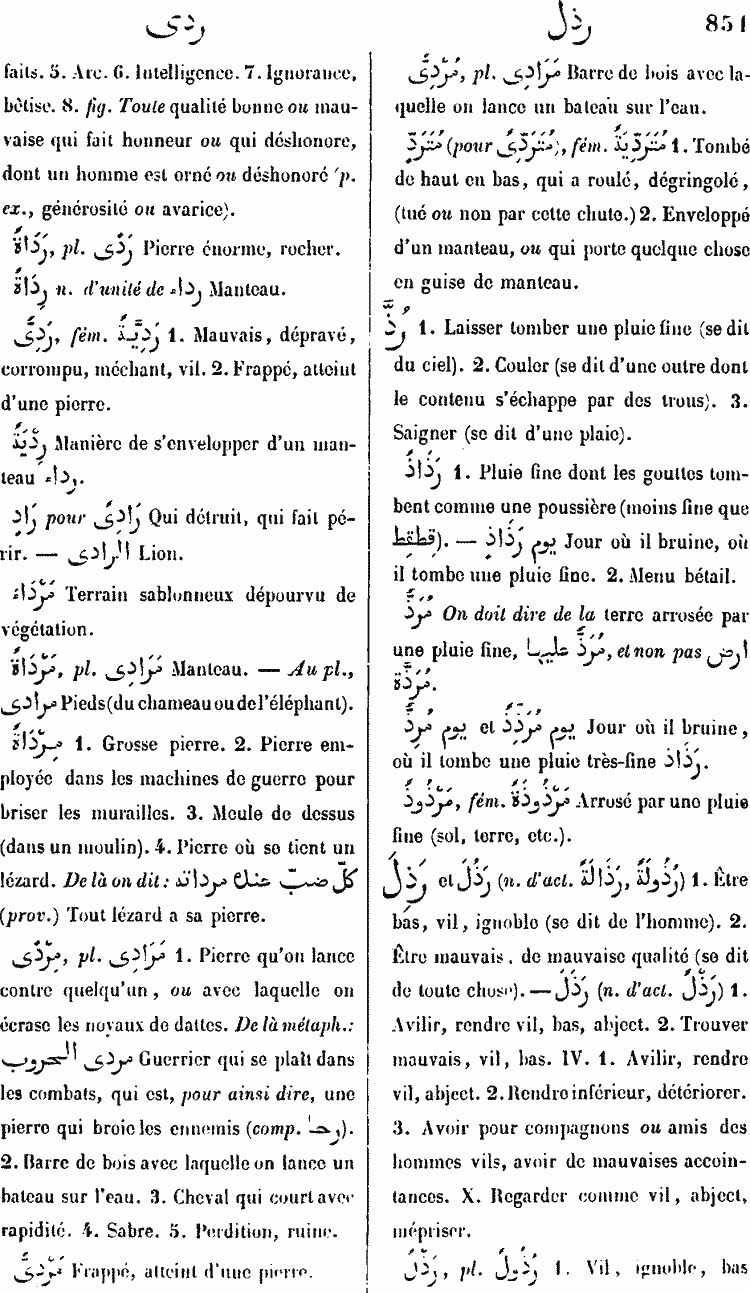 ردى
رذل
851
faits. 5. Arc. 6. Intelligence. 7. Ignorance,
bêtise. 8. fig. Toute qualité bonne ou mau-
vaise qui fait honneur ou qui déshonore,
dont un homme est orné ou déshonoré (p.
ex., générosité ou avarice).
رَدَاةٌ, pl. رَدًى Pierre énorme, rocher.
رِدَاةٌ n. d'unité de رداء Manteau.
رَدِىٌّ, fém. رَدِيَّةٌ 1. Mauvais, dépravé,
corrompu, méchant, vil. 2. Frappé, atteint
d'une pierre.
رِدْيَةٌ Manière de s'envelopper d'un man-
teau رداء.
رَادٍ pour رَادِىٌ Qui détruit, qui fait pé-
rir. — الرادى Lion.
مَرْدَاءُ Terrain sablonneux dépourvu de
végétation.
مَرْدَاةٌ, pl. مَرَادِى Manteau. — Au pl.,
مرادى Pieds (du chameau ou de l'éléphant).
مِرْدَاةٌ 1. Grosse pierre. 2. Pierre em-
ployée dans les machines de guerre pour
briser les murailles. 3. Meule de dessus
(dans un moulin). 4. Pierre où se tient un
lézard. De là on dit: كلّ ضبّ عنك مرداته
(prov.) Tout lézard a sa pierre.
مِرْدًى, pl. مَرَادِى 1. Pierre qu'on lance
contre quelqu'un, ou avec laquelle on
écrase les noyaux de dattes. De là métaph.:
مردى الحروب Guerrier qui se plaît dans
les combats, qui est, pour ainsi dire, une
pierre qui broie les ennemis (comp. رحى).
2. Barre de bois avec laquelle on lance un
bateau sur l'eau. 3. Cheval qui court avec
rapidité. 4. Sabre. 5. Perdition, ruine.
مَرْدِىٌّ Frappé, atteint d'une pierre.
مُرْدِىٌّ, pl. مَرَادِى Barre de bois avec la-
quelle on lance un bateau sur l'eau.
مُتَرَدٍّ (pour مُتَرَدِّىٌ), fém. مُتَرَدِّيَةٌ 1. Tombé
de haut en bas, qui a roulé, dégringolé,
(tué ou non par cette chute.) 2. Enveloppé
d'un manteau, ou qui porte quelque chose
en guise de manteau.
رَذَّ 1. Laisser tomber une pluie fine (se dit
du ciel). 2. Couler (se dit d'une outre dont
le contenu s'échappe par des trous). 3.
Saigner (se dit d'une plaie).
رَذَاذٌ 1. Pluie fine dont les gouttes tom-
bent comme une poussière (moins fine que
قطقط). — يوم رَذَاذٍ Jour où il bruine, où
il tombe une pluie fine. 2. Menu bétail.
مُرَذٌّ On doit dire de la terre arrosée par
une pluie fine, ارض مُرَذٌّ عليها, et non pas
مُرَذَّةٌ.
يوم مُرِذٌّ et يوم مُرْذِذٌ Jour où il bruine,
où il tombe une pluie très-fine رَذَاذ.
مَرْذُوذٌ, fém. مَرْذُوذَةٌ Arrosé par une pluie
fine (sol, terre, etc.).
رَذُلَ et رَذِلَ (n. d'act. رَذَالَةٌ, رُذُولَةٌ) 1. Être
bas, vil, ignoble (se dit de l'homme). 2.
Être mauvais, de mauvaise qualité (se dit
de toute chose). — رَذَلَ (n. d'act. رَذْلٌ) 1.
Avilir, rendre vil, bas, abject. 2. Trouver
mauvais, vil, bas. IV. 1. Avilir, rendre
vil, abject. 2. Rendre inférieur, détériorer.
3. Avoir pour compagnons ou amis des
hommes vils, avoir de mauvaises accoin-
tances. X. Regarder comme vil, abject,
mépriser.
رَذْلٌ, pl. رُذُولٌ 1. Vil, ignoble, bas